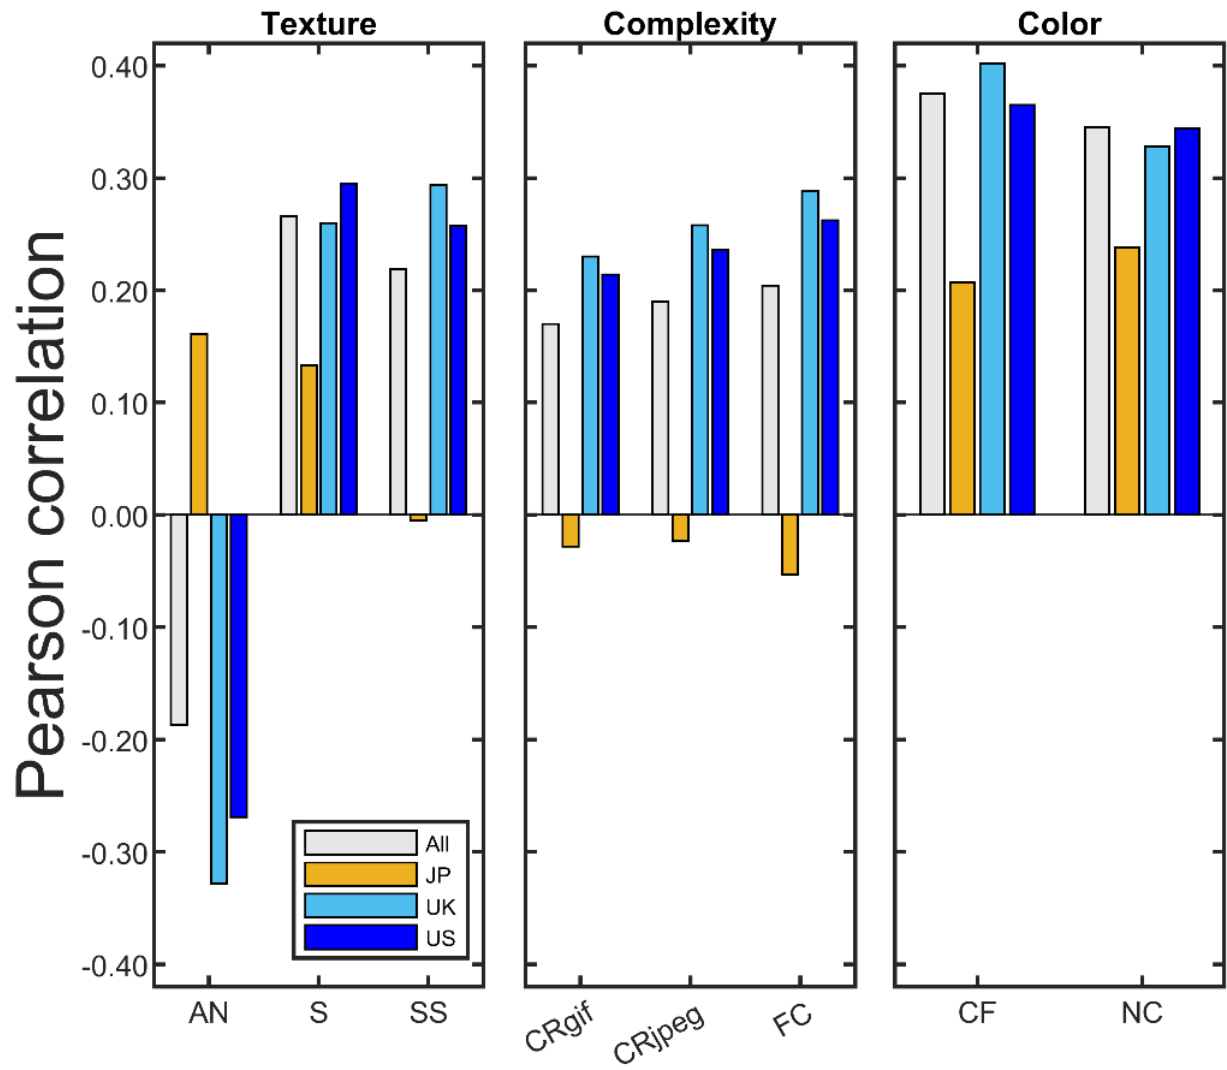 Texture
Complexity
Color
Pearson correlation
0.40
0.30
0.20
0.10
0.00
-0.10
-0.20
-0.30
-0.40
All
JP
UK
US
AN
S
SS
CRgif
CRjpeg
FC
CF
NC